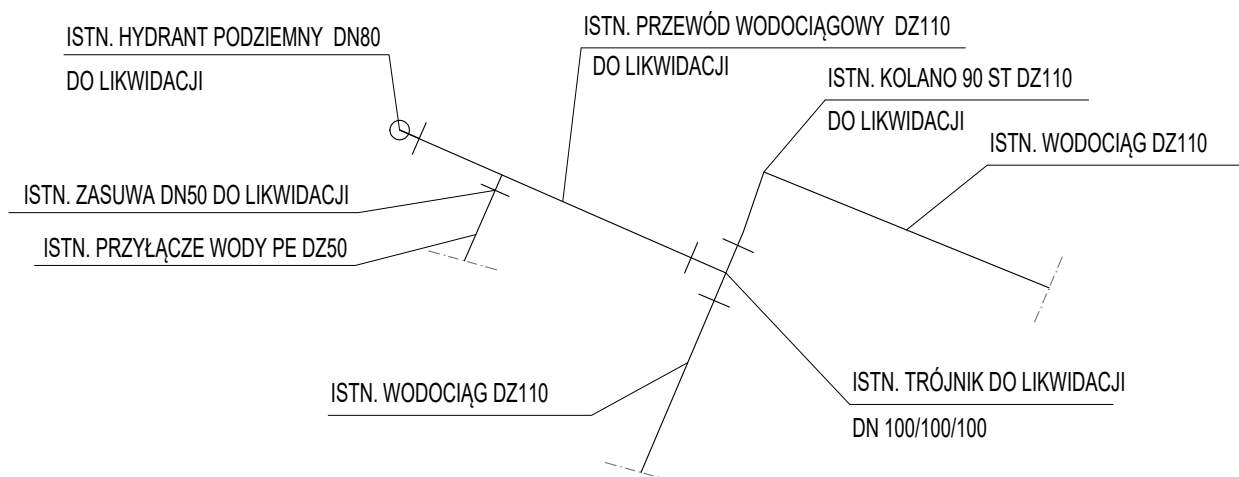 ISTN. HYDRANT PODZIEMNY DN80
DO LIKWIDACJI
ISTN. PRZEWÓD WODOCIĄGOWY DZ110
DO LIKWIDACJI
ISTN. KOLANO 90 ST DZ110
DO LIKWIDACJI
ISTN. WODOCIĄG DZ110
ISTN. ZASUWA DN50 DO LIKWIDACJI
ISTN. PRZYŁĄCZE WODY PE DZ50
ISTN. WODOCIĄG DZ110
ISTN. TRÓJNIK DO LIKWIDACJI
DN 100/100/100